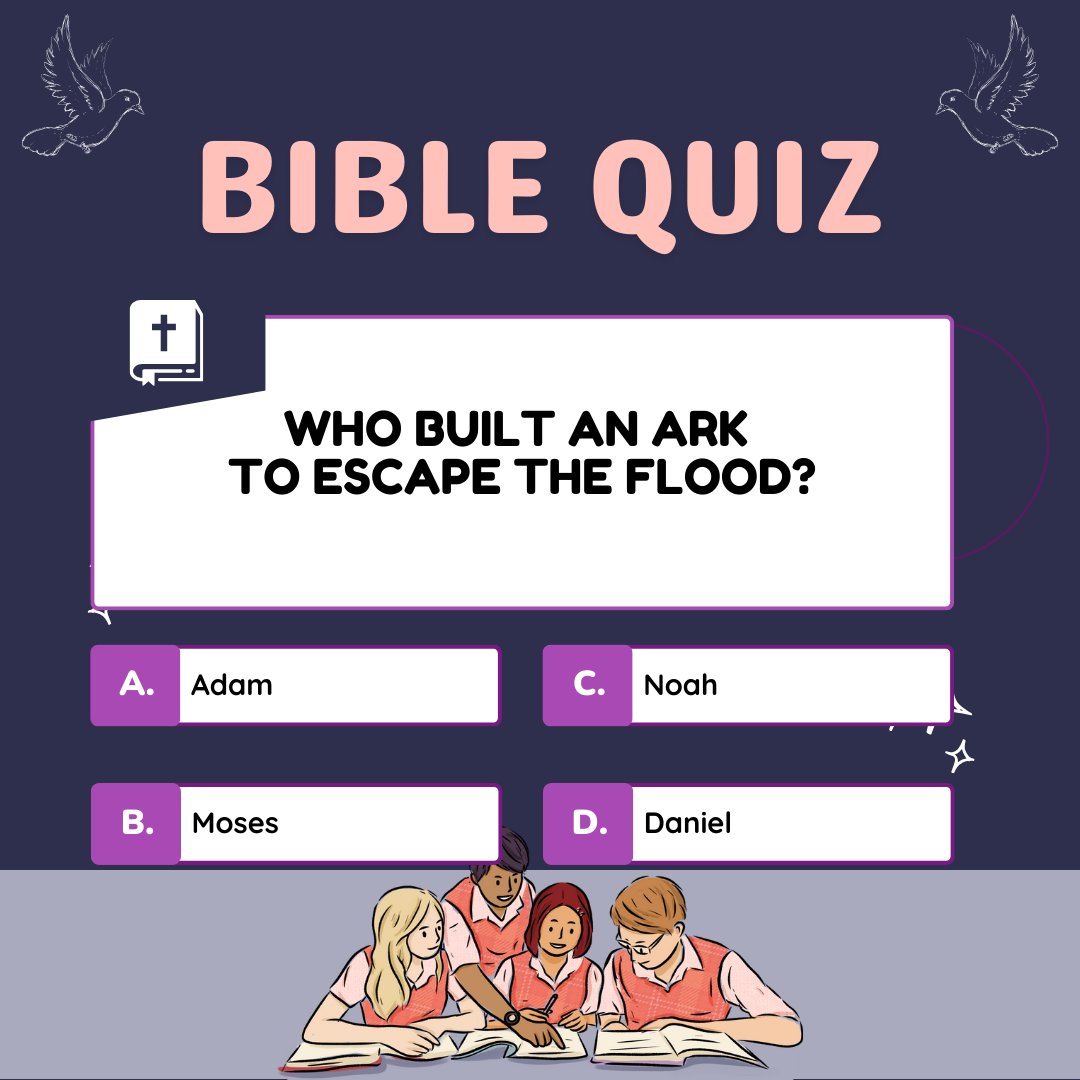 BIBLE QUIZ
WHO BUILT AN ARK
TO ESCAPE THE FLOOD?
A. Adam
B. Moses
C. Noah
D. Daniel